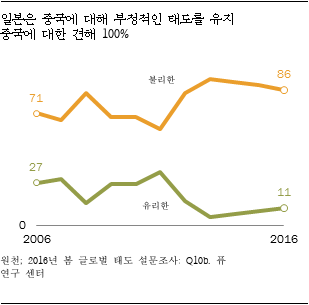 일본은 중국에 대해 부정적인 태도를 유지
중국에 대한 견해 100%
불리한
86
71
27
유리한
11
0
2006
2016
원천; 2016년 봄 글로벌 태도 설문조사: Q10b. 퓨
연구 센터